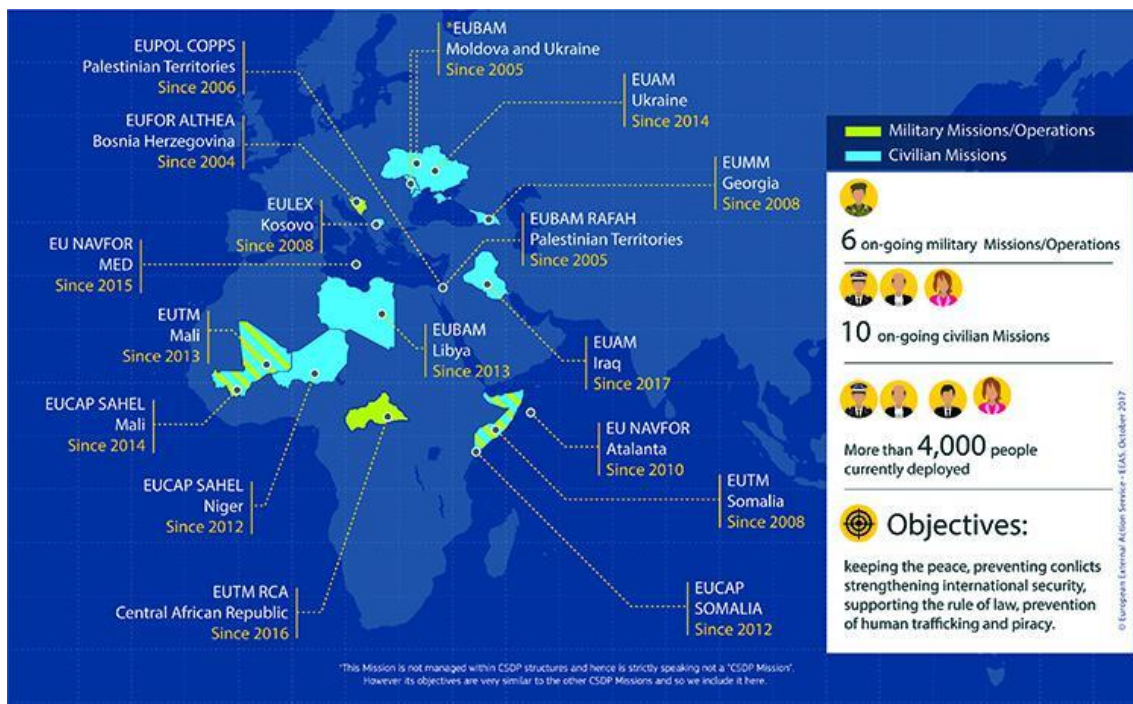 EUPOL COPPS
Palestinian Territories
Since 2006
*EUBAM
Moldova and Ukraine
Since 2005
EUAM
Ukraine
Since 2014
EUFOR ALTHEA
Bosnia Herzegovina
Since 2004
EUMM
Georgia
Since 2008
EULEX
Kosovo
Since 2008
EUBAM RAFAH
Palestinian Territories
Since 2005
EU NAVFOR
MED
Since 2015
EUTM
Mali
Since 2013
EUBAM
Libya
Since 2013
EUAM
Iraq
Since 2017
EUCAP SAHEL
Mali
Since 2014
EU NAVFOR
Atalanta
Since 2010
EUCAP SAHEL
Niger
Since 2012
EUTM
Somalia
Since 2008
EUTM RCA
Central African Republic
Since 2016
EUCAP
SOMALIA
Since 2012
Military Missions/Operations
Civilian Missions
6 on-going military Missions/Operations
10 on-going civilian Missions
More than 4,000 people
currently deployed
Objectives:
keeping the peace, preventing conlicts
strengthening international security,
supporting the rule of law, prevention
of human trafficking and piracy.
© European External Action Service - EEAS, October 2017
*This Mission is not managed within CSDP structures and hence is strictly speaking not a "CSDP Mission".
However its objectives are very similar to the other CSDP Missions and so we include it here.